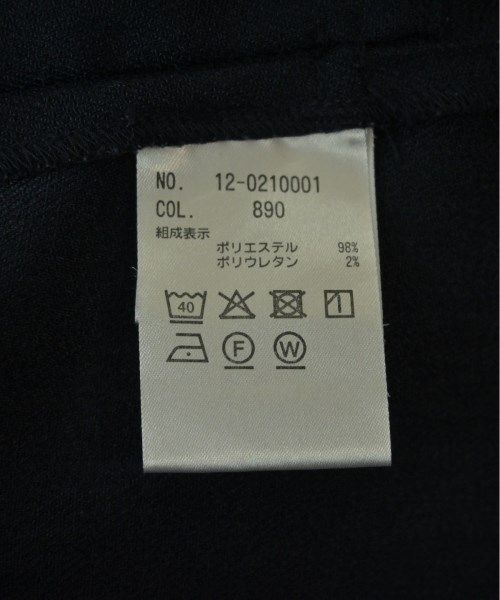 NO. 12-0210001
COL. 890
組成表示
ポリエステル 98%
ポリウレタン 2%
40
F W